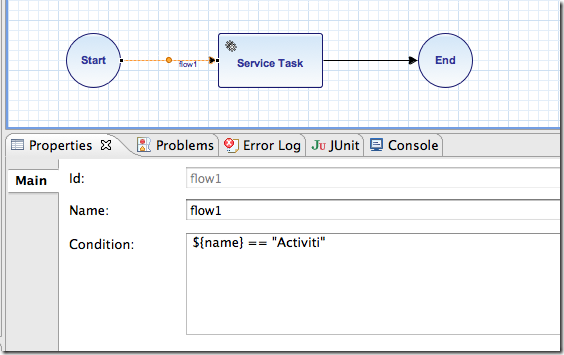 Start
flow1
Service Task
End
Properties
Problems
Error Log
JUnit
Console
Main
Id:
flow1
Name:
flow1
Condition:
${name} == "Activiti"